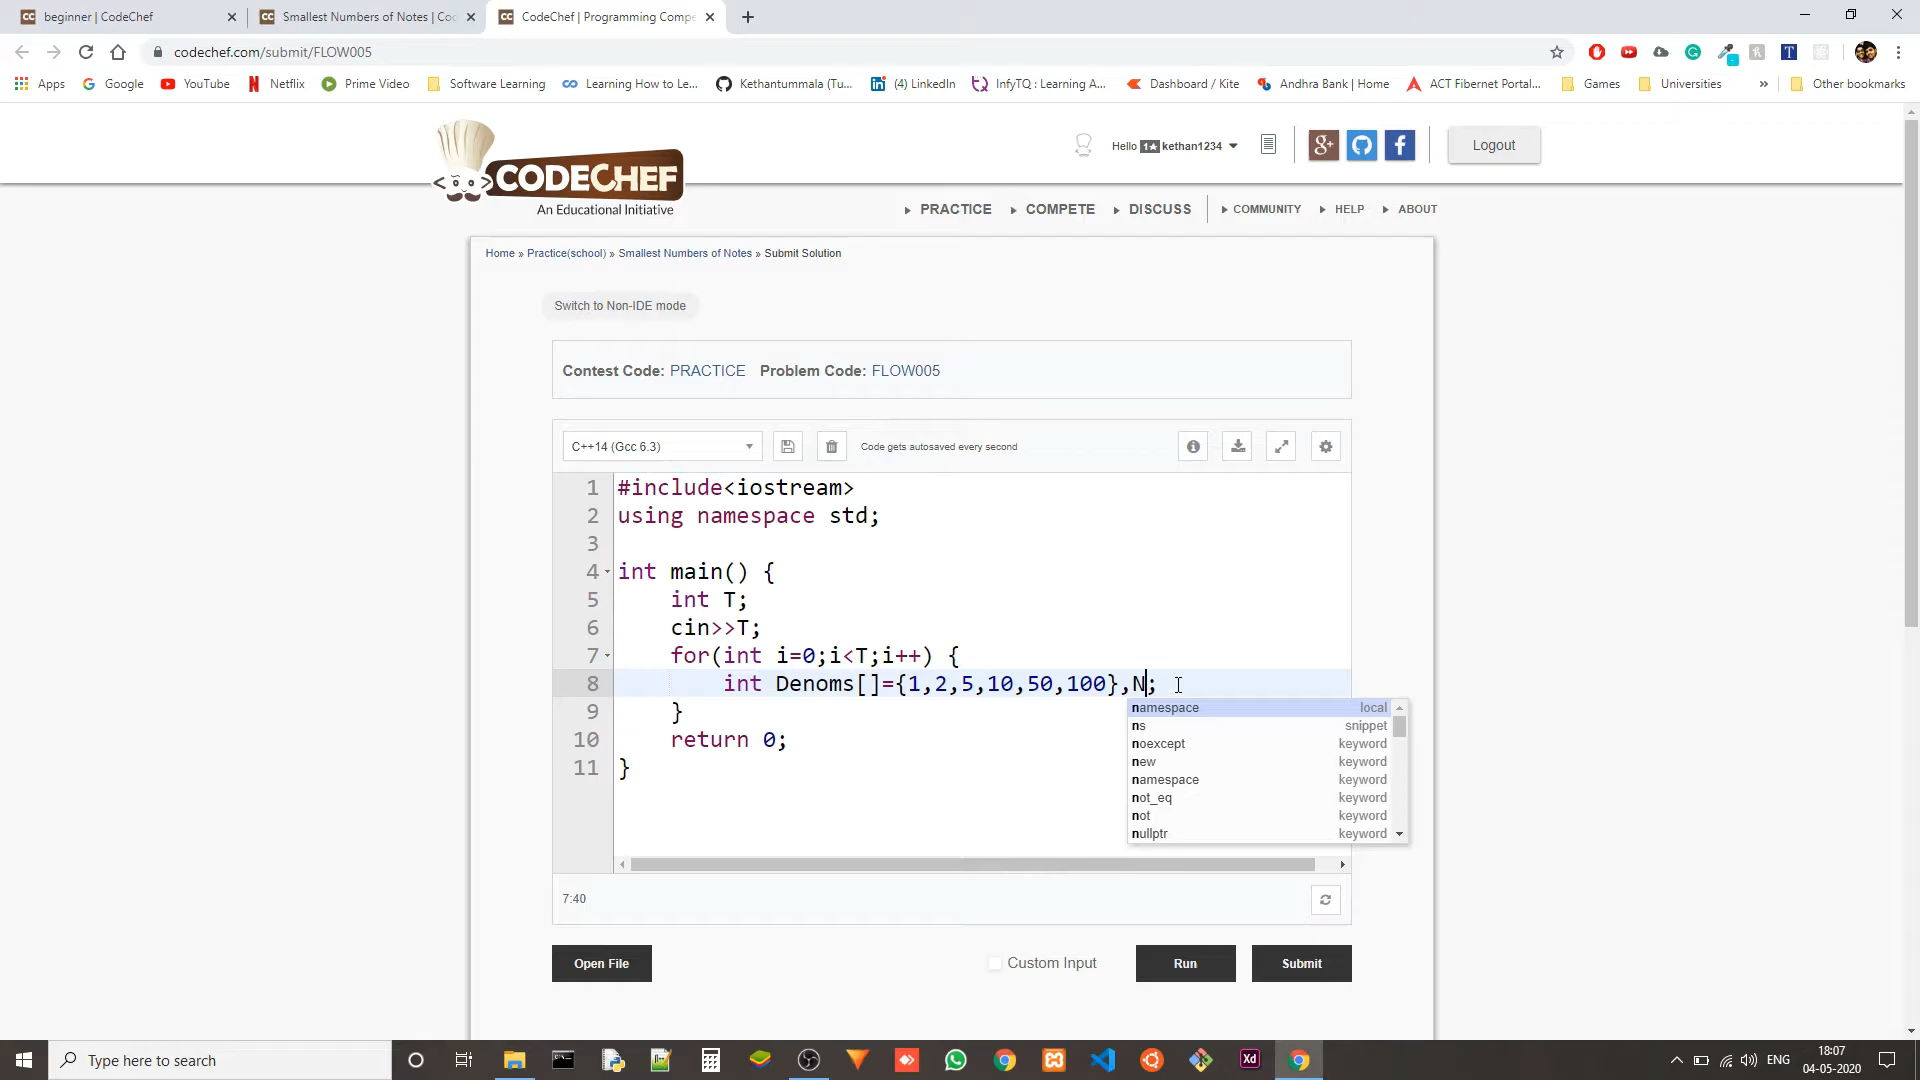 beginner | CodeChef
Smallest Numbers of Notes | Coc
CodeChef | Programming Compe
codechef.com/submit/FLOW005
Apps Google YouTube Netflix Prime Video Software Learning Learning How to Le... Kethantummala (Tu... (4) LinkedIn InfyTQ : Learning A... Dashboard / Kite Andhra Bank | Home ACT Fibernet Portal... Games Universities » Other bookmarks
CODECHEF
An Educational Initiative
Hello 1★ kethan1234
Logout
PRACTICE COMPETE DISCUSS COMMUNITY HELP ABOUT
Home » Practice(school) » Smallest Numbers of Notes » Submit Solution
Switch to Non-IDE mode
Contest Code: PRACTICE Problem Code: FLOW005
C++14 (Gcc 6.3) Code gets autosaved every second
1 #include<iostream>
2 using namespace std;
3
4 int main() {
5 int T;
6 cin>>T;
7 for(int i=0;i<T;i++) {
8 int Denoms[]={1,2,5,10,50,100},N;
9 }
10 return 0;
11 }
namespace local
ns snippet
noexcept keyword
new keyword
namespace keyword
not_eq keyword
not keyword
nullptr keyword
7:40
Open File Custom Input Run Submit
Type here to search
Xd
ENG
18:07
04-05-2020